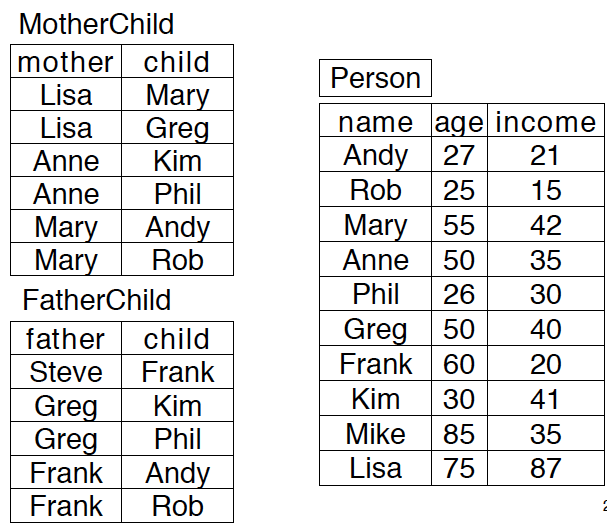 MotherChild
mother child
Lisa Mary
Lisa Greg
Anne Kim
Anne Phil
Mary Andy
Mary Rob
FatherChild
father child
Steve Frank
Greg Kim
Greg Phil
Frank Andy
Frank Rob
Person
name age income
Andy 27 21
Rob 25 15
Mary 55 42
Anne 50 35
Phil 26 30
Greg 50 40
Frank 60 20
Kim 30 41
Mike 85 35
Lisa 75 87